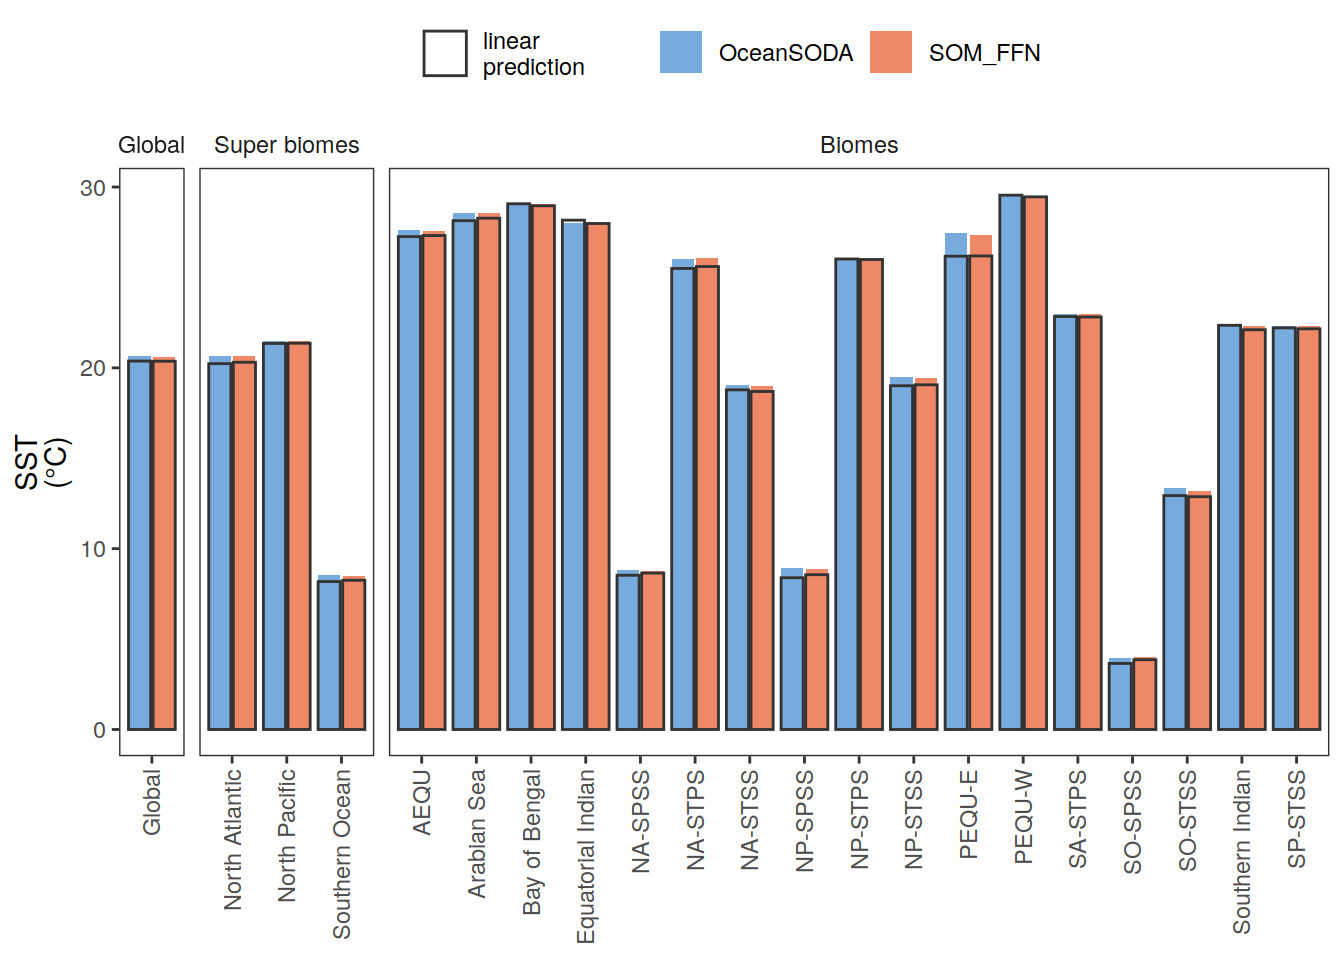 linear
prediction
OceanSODA
SOM_FFN
Global
Super biomes
Biomes
SST
(°C)
30
20
10
0
Global
North Atlantic
North Pacific
Southern Ocean
AEQU
Arabian Sea
Bay of Bengal
Equatorial Indian
NA-SPSS
NA-STPS
NA-STSS
NP-SPSS
NP-STPS
NP-STSS
PEQU-E
PEQU-W
SA-STPS
SO-SPSS
SO-STSS
Southern Indian
SP-STSS